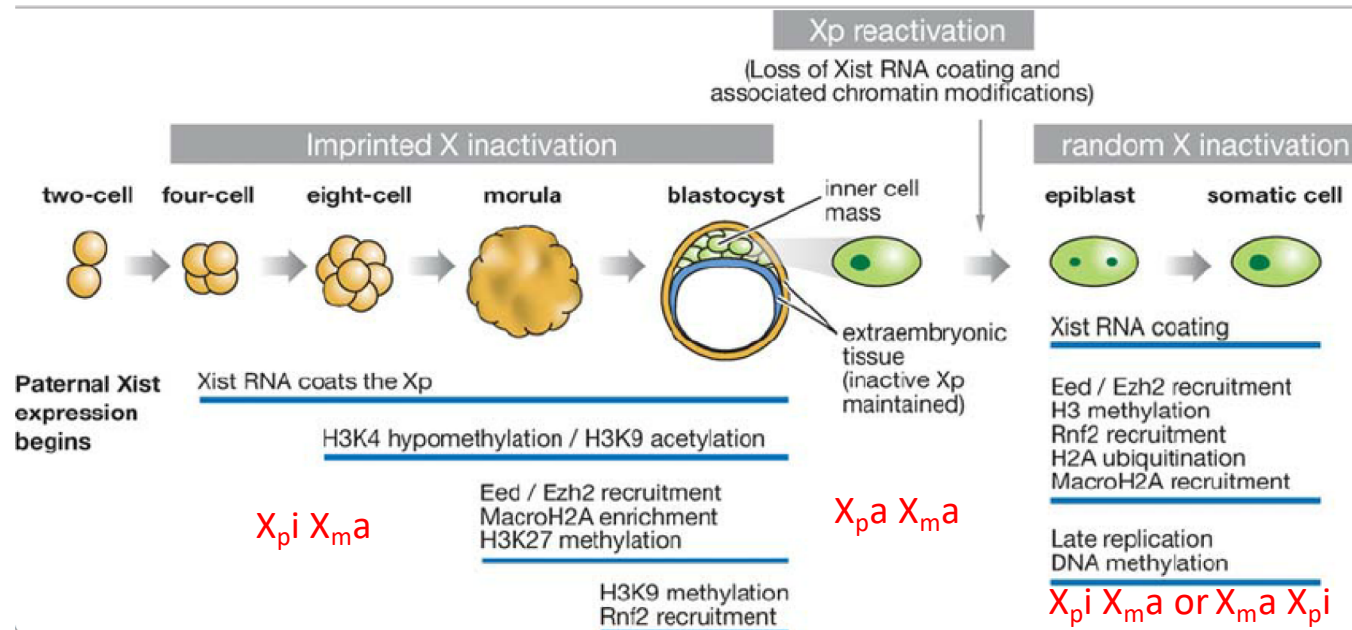 Xp reactivation
(Loss of Xist RNA coating and
associated chromatin modifications)
Imprinted X inactivation
random X inactivation
two-cell
four-cell
eight-cell
morula
blastocyst
inner cell
mass
epiblast
somatic cell
extraembryonic
tissue
(inactive Xp
maintained)
Paternal Xist
expression
begins
Xist RNA coats the Xp
H3K4 hypomethylation / H3K9 acetylation
Eed / Ezh2 recruitment
MacroH2A enrichment
H3K27 methylation
H3K9 methylation
Rnf2 recruitment
Xpi Xma
Xpa Xma
Xist RNA coating
Eed / Ezh2 recruitment
H3 methylation
Rnf2 recruitment
H2A ubiquitination
MacroH2A recruitment
Late replication
DNA methylation
Xpi Xma or Xma Xpi